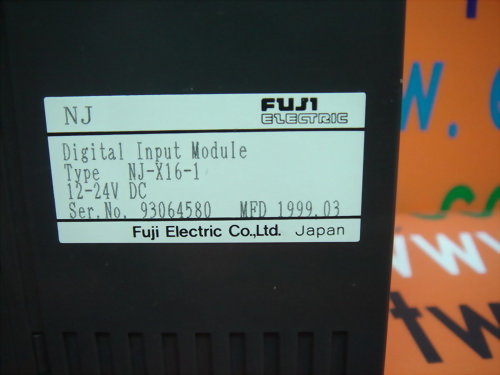 NJ FUJI
ELECTRIC
Digital Input Module
Type NJ-X16-1
12-24V DC
Ser.No. 93064580 MFD 1999.03
Fuji Electric Co.,Ltd. Japan